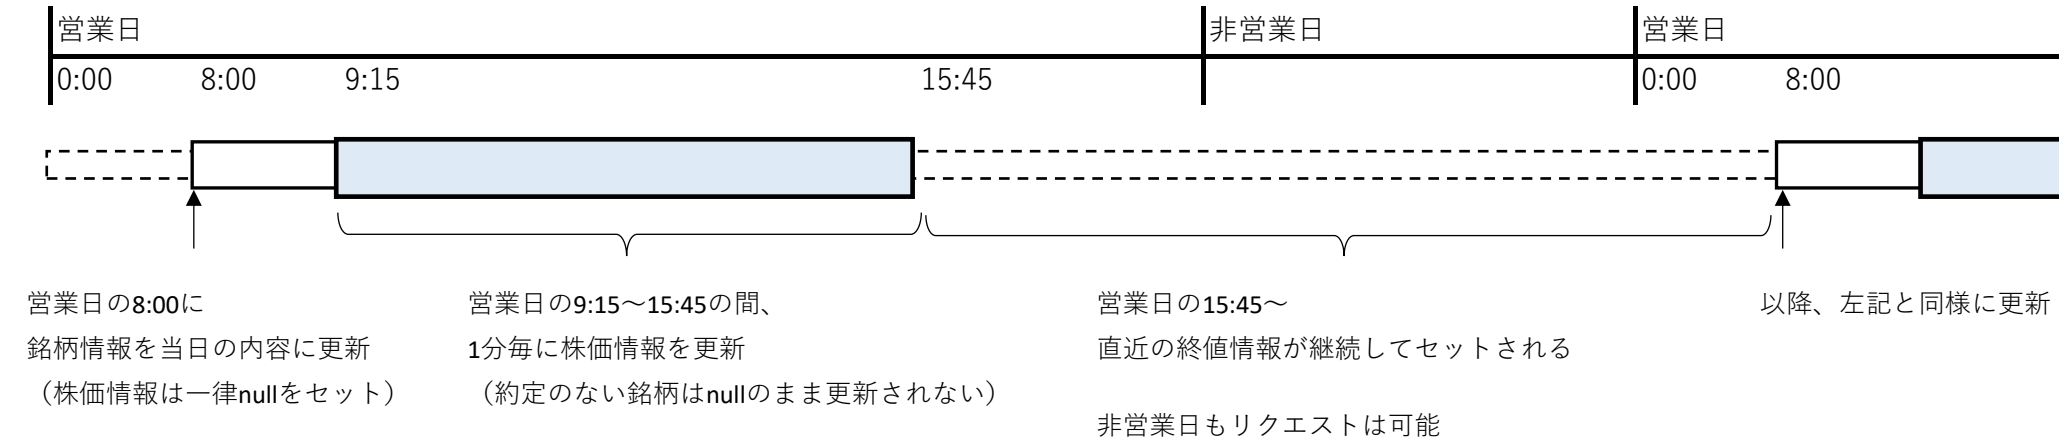 営業日
非営業日
営業日
0:00
8:00
9:15
15:45
0:00
8:00
営業日の8:00に
銘柄情報を当日の内容に更新
（株価情報は一律nullをセット）
営業日の9:15～15:45の間、
1分毎に株価情報を更新
（約定のない銘柄はnullのまま更新されない）
営業日の15:45～
直近の終値情報が継続してセットされる
非営業日もリクエストは可能
以降、左記と同様に更新